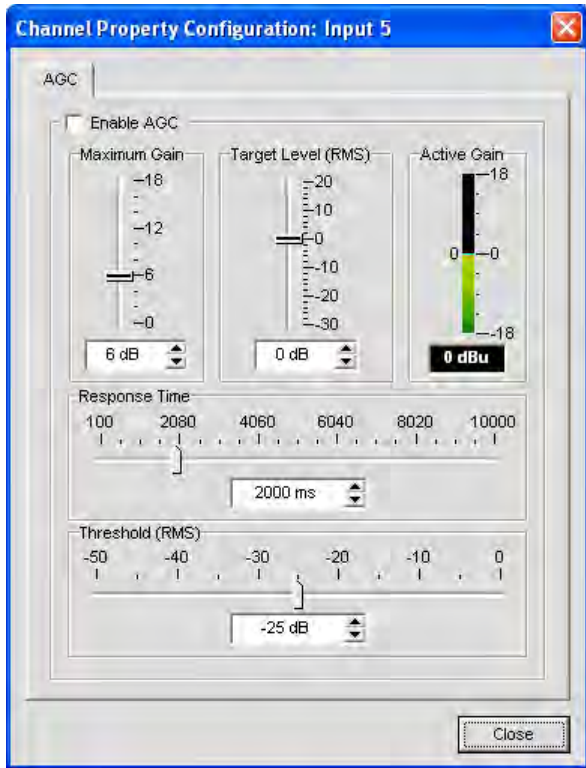 Channel Property Configuration: Input 5
AGC
Enable AGC
Maximum Gain
18
12
6
0
6 dB
Target Level (RMS)
20
10
0
-10
-20
-30
0 dB
Active Gain
18
0 0
-18
0 dBu
Response Time
100 2080 4060 6040 8020 10000
2000 ms
Threshold (RMS)
-50 -40 -30 -20 -10 0
-25 dB
Close